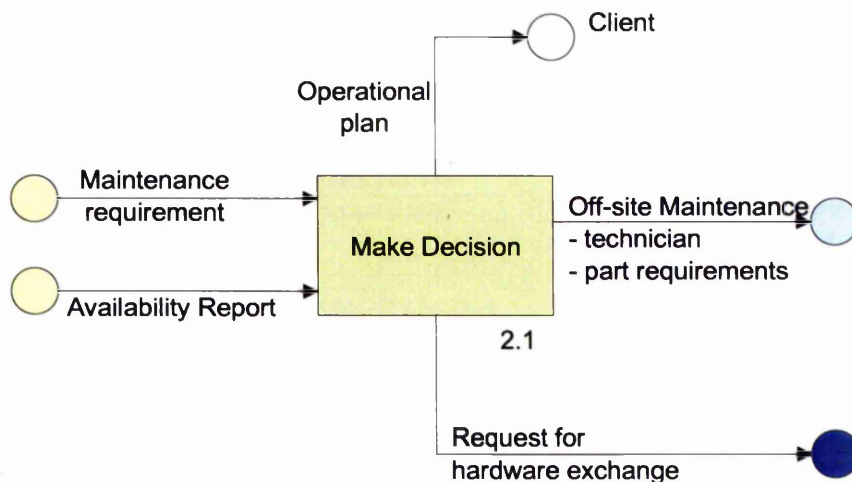 Client
Operational
plan
Maintenance
requirement
Availability Report
Make Decision
Off-site Maintenance
- technician
- part requirements
2.1
Request for
hardware exchange